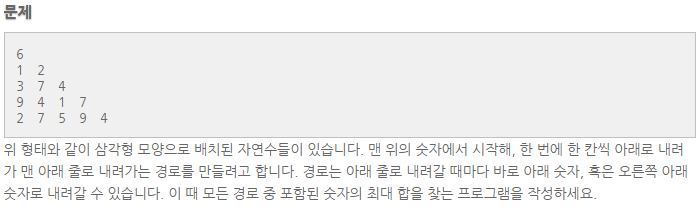 문제
6
1 2
3 7 4
9 4 1 7
2 7 5 9 4
위 형태와 같이 삼각형 모양으로 배치된 자연수들이 있습니다. 맨 위의 숫자에서 시작해, 한 번에 한 칸씩 아래로 내려
가 맨 아래 줄로 내려가는 경로를 만들려고 합니다. 경로는 아래 줄로 내려갈 때마다 바로 아래 숫자, 혹은 오른쪽 아래
숫자로 내려갈 수 있습니다. 이 때 모든 경로 중 포함된 숫자의 최대 합을 찾는 프로그램을 작성하세요.